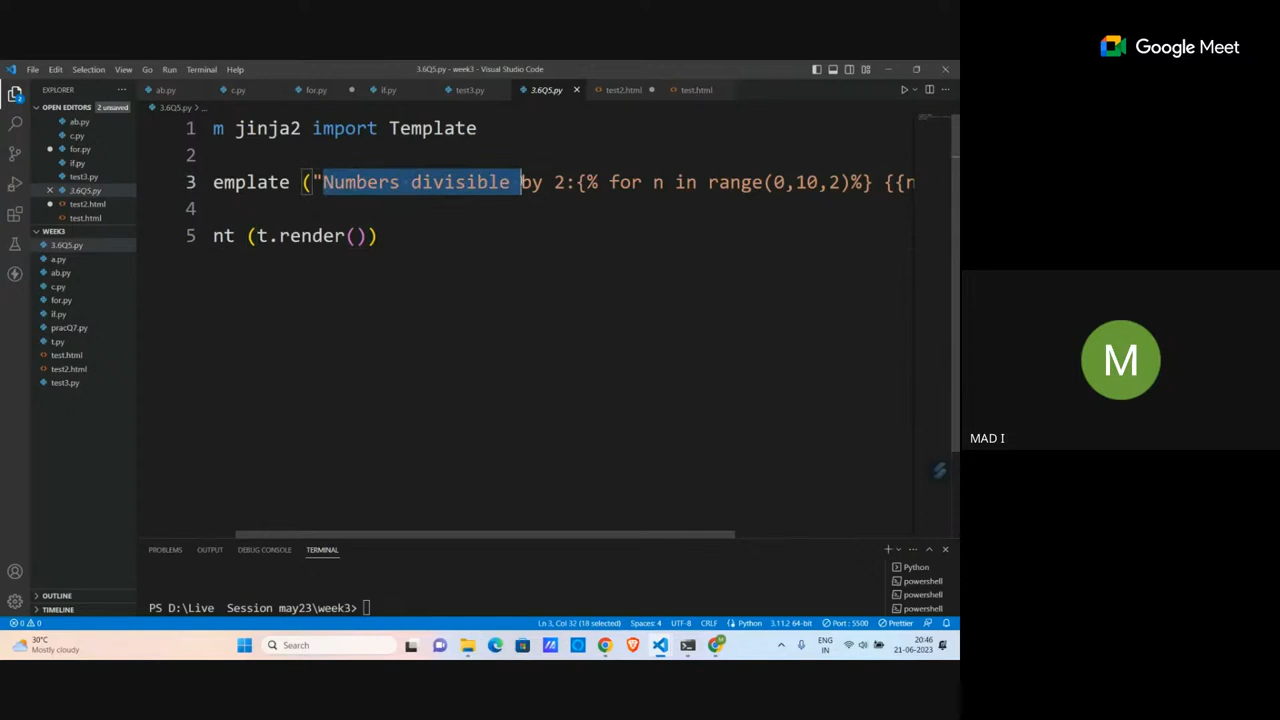 Google Meet
File Edit Selection View Go Run Terminal Help
3.6Q5.py - week3 - Visual Studio Code
EXPLORER
ab.py c.py for.py if.py test3.py 3.6Q5.py test2.html test.html
OPEN EDITORS 2 unsaved
3.6Q5.py > ...
ab.py
c.py
for.py
if.py
test3.py
3.6Q5.py
test2.html
test.html
WEEK3
3.6Q5.py
a.py
ab.py
c.py
for.py
if.py
pracQ7.py
t.py
test.html
test2.html
test3.py
OUTLINE
TIMELINE
1 m jinja2 import Template
2
3 emplate ("Numbers divisible by 2:{% for n in range(0,10,2)%} {{n
4
5 nt (t.render())
PROBLEMS OUTPUT DEBUG CONSOLE TERMINAL
Python
powershell
powershell
powershell
PS D:\Live Session may23\week3>
0 0 Ln 3, Col 32 (18 selected) Spaces: 4 UTF-8 CRLF Python 3.11.2 64-bit Port : 5500 Prettier
30°C
Mostly cloudy
Search
ENG
IN
20:46
21-06-2023
M
MAD I